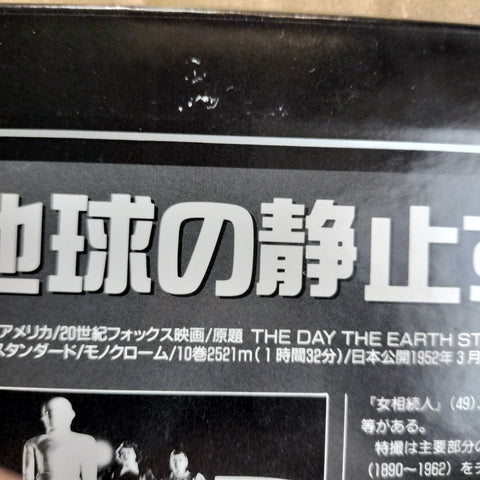 地球の静止す
アメリカ/20世紀フォックス映画/原題 THE DAY THE EARTH ST
スタンダード/モノクローム/10巻2521m(1時間32分)/日本公開1952年3月
『女相続人』(49)、
等がある。
特撮は主要部分の
(1890〜1962)をチ